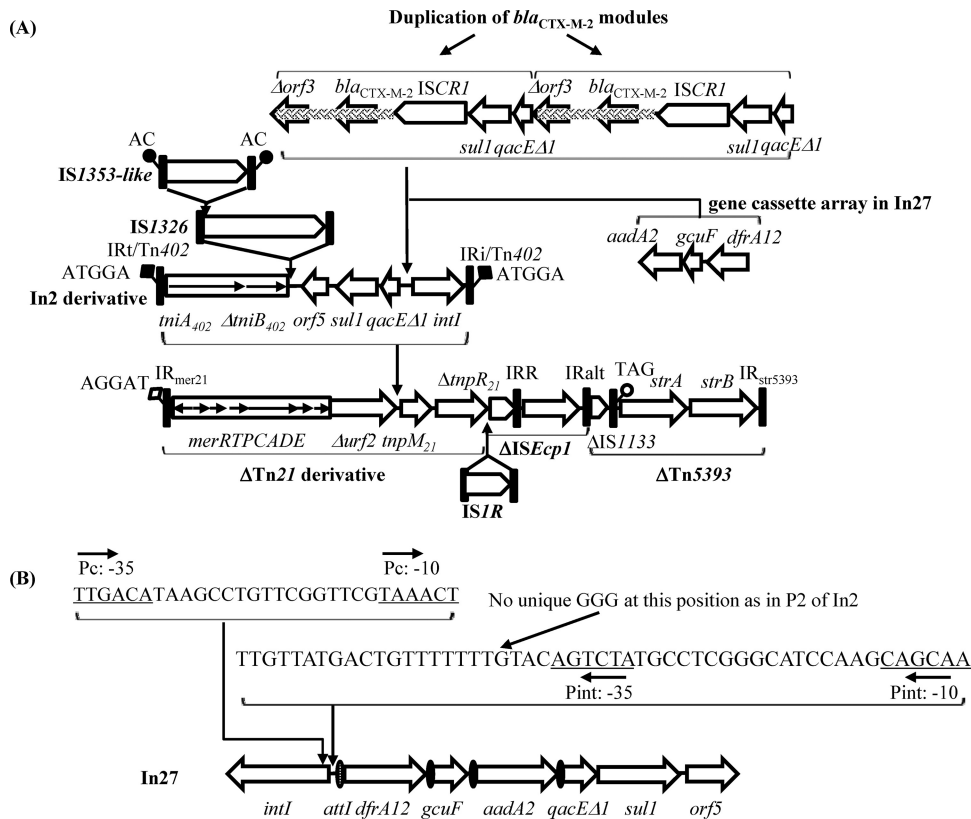 (A)
Duplication of blaCTX-M-2 modules
Δorf3 blaCTX-M-2 ISCR1 Δorf3 blaCTX-M-2 ISCR1
sul1 qacEΔ1 sul1 qacEΔ1
AC AC
IS1353-like
gene cassette array in In27
IS1326
aadA2 gcuF dfrA12
IRt/Tn402 IRi/Tn402
ATGGA ATGGA
In2 derivative
tniA402 ΔtniB402 orf5 sul1 qacEΔ1 intI
AGGAT IRmer21 ΔtnpR21 IRR IRalt TAG strA strB IRstr5393
merRTPCADE Δurf2 tnpM21 ΔISEcp1 ΔIS1133
ΔTn21 derivative ΔTn5393
IS1R
(B)
Pc: -35 Pc: -10
TTGACATAAGCCTGTTCGGTTCGTAAACT
No unique GGG at this position as in P2 of In2
TTGTTATGACTGTTTTTTTGTACAGTCTATGCCTCGGGCATCCAAGCAGCAA
Pint: -35 Pint: -10
In27
intI attI dfrA12 gcuF aadA2 qacEΔ1 sul1 orf5